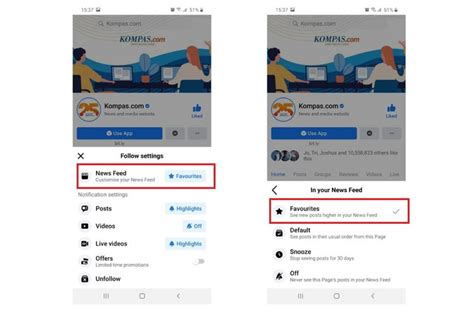 15.37
51%
KOMPAS.com
Kompas.com
News and media website
Liked
Use App
Follow settings
News Feed
Customise your News Feed
Favourites
Notification settings
Posts
Highlights
Videos
Off
Live videos
Highlights
Offers
Limited-time promotions
Unfollow
15.37
51%
KOMPAS.com
Kompas.com
News and media website
Liked
Use App
Jo, Tri, Joshua and 10,558,833 others like this
Home Groups Reviews Videos Photos
In your News Feed
Favourites
See new posts higher in your News Feed
Default
See posts in their usual order from this Page
Snooze
Stop seeing posts for 30 days
Off
Never see this Page's posts in your News Feed